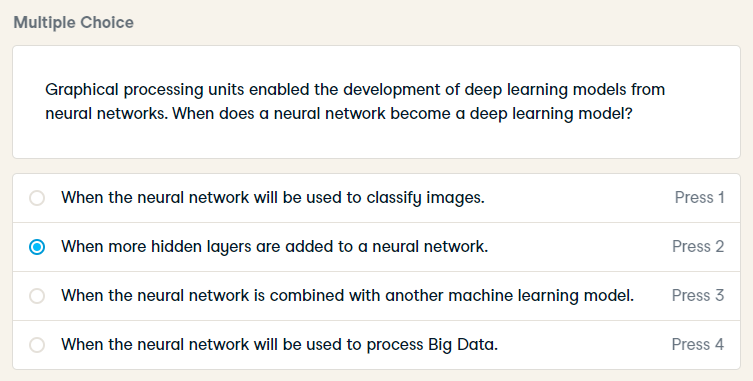 Multiple Choice
Graphical processing units enabled the development of deep learning models from
neural networks. When does a neural network become a deep learning model?
When the neural network will be used to classify images. Press 1
When more hidden layers are added to a neural network. Press 2
When the neural network is combined with another machine learning model. Press 3
When the neural network will be used to process Big Data. Press 4